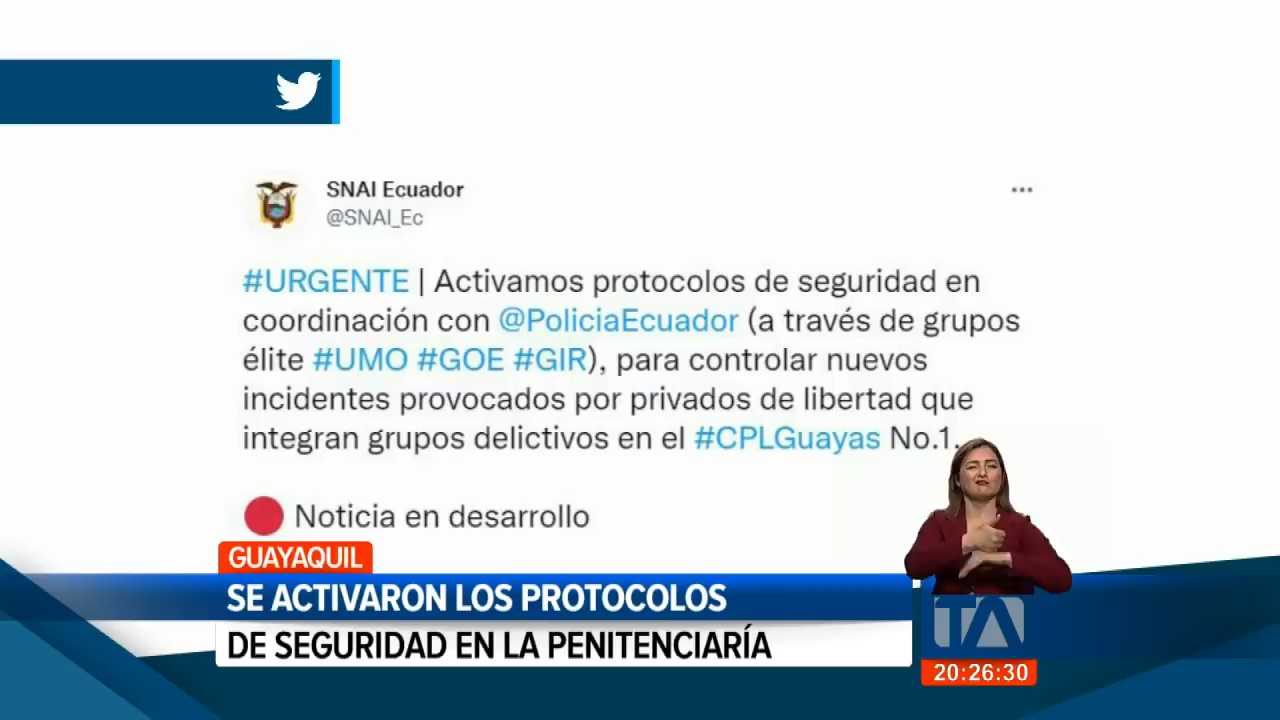 SNAI Ecuador
@SNAI_Ec
#URGENTE | Activamos protocolos de seguridad en
coordinación con @PoliciaEcuador (a través de grupos
élite #UMO #GOE #GIR), para controlar nuevos
incidentes provocados por privados de libertad que
integran grupos delictivos en el #CPLGuayas No.1.
Noticia en desarrollo
GUAYAQUIL
SE ACTIVARON LOS PROTOCOLOS
DE SEGURIDAD EN LA PENITENCIARÍA
TA
20:26:30